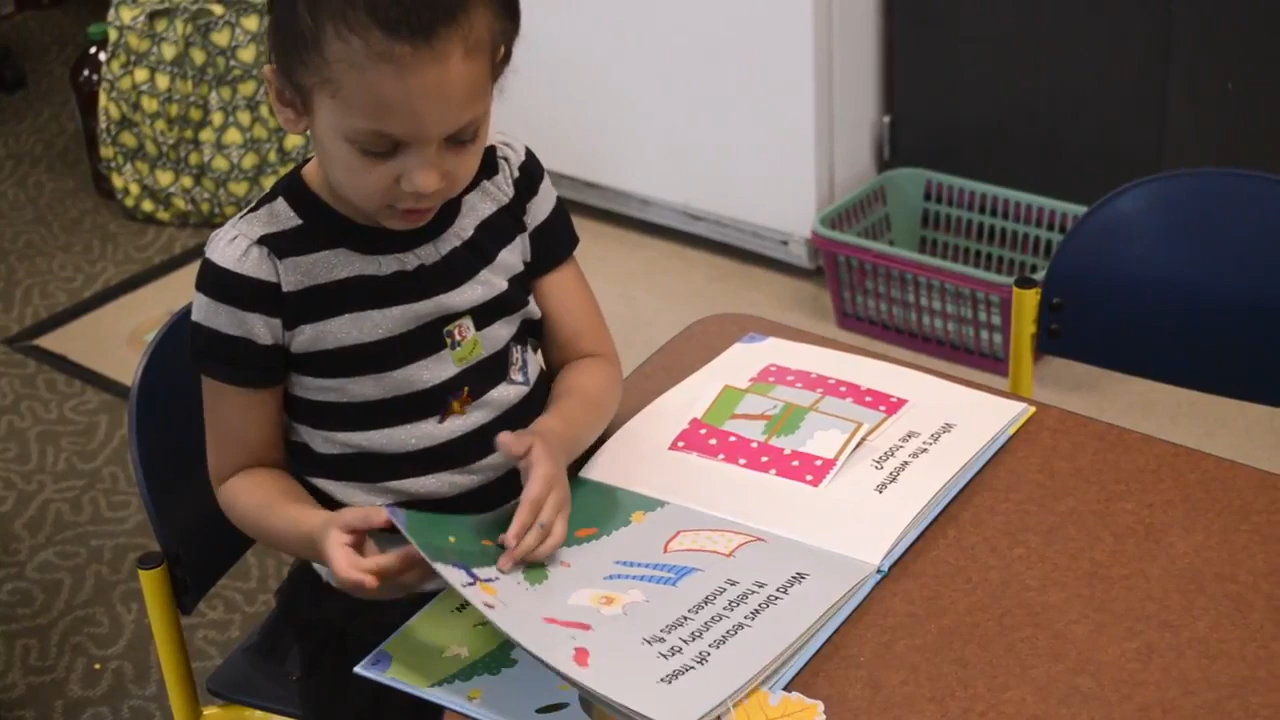 What's the weather
like today?
Wind blows leaves off trees.
It helps laundry dry.
It makes kites fly.